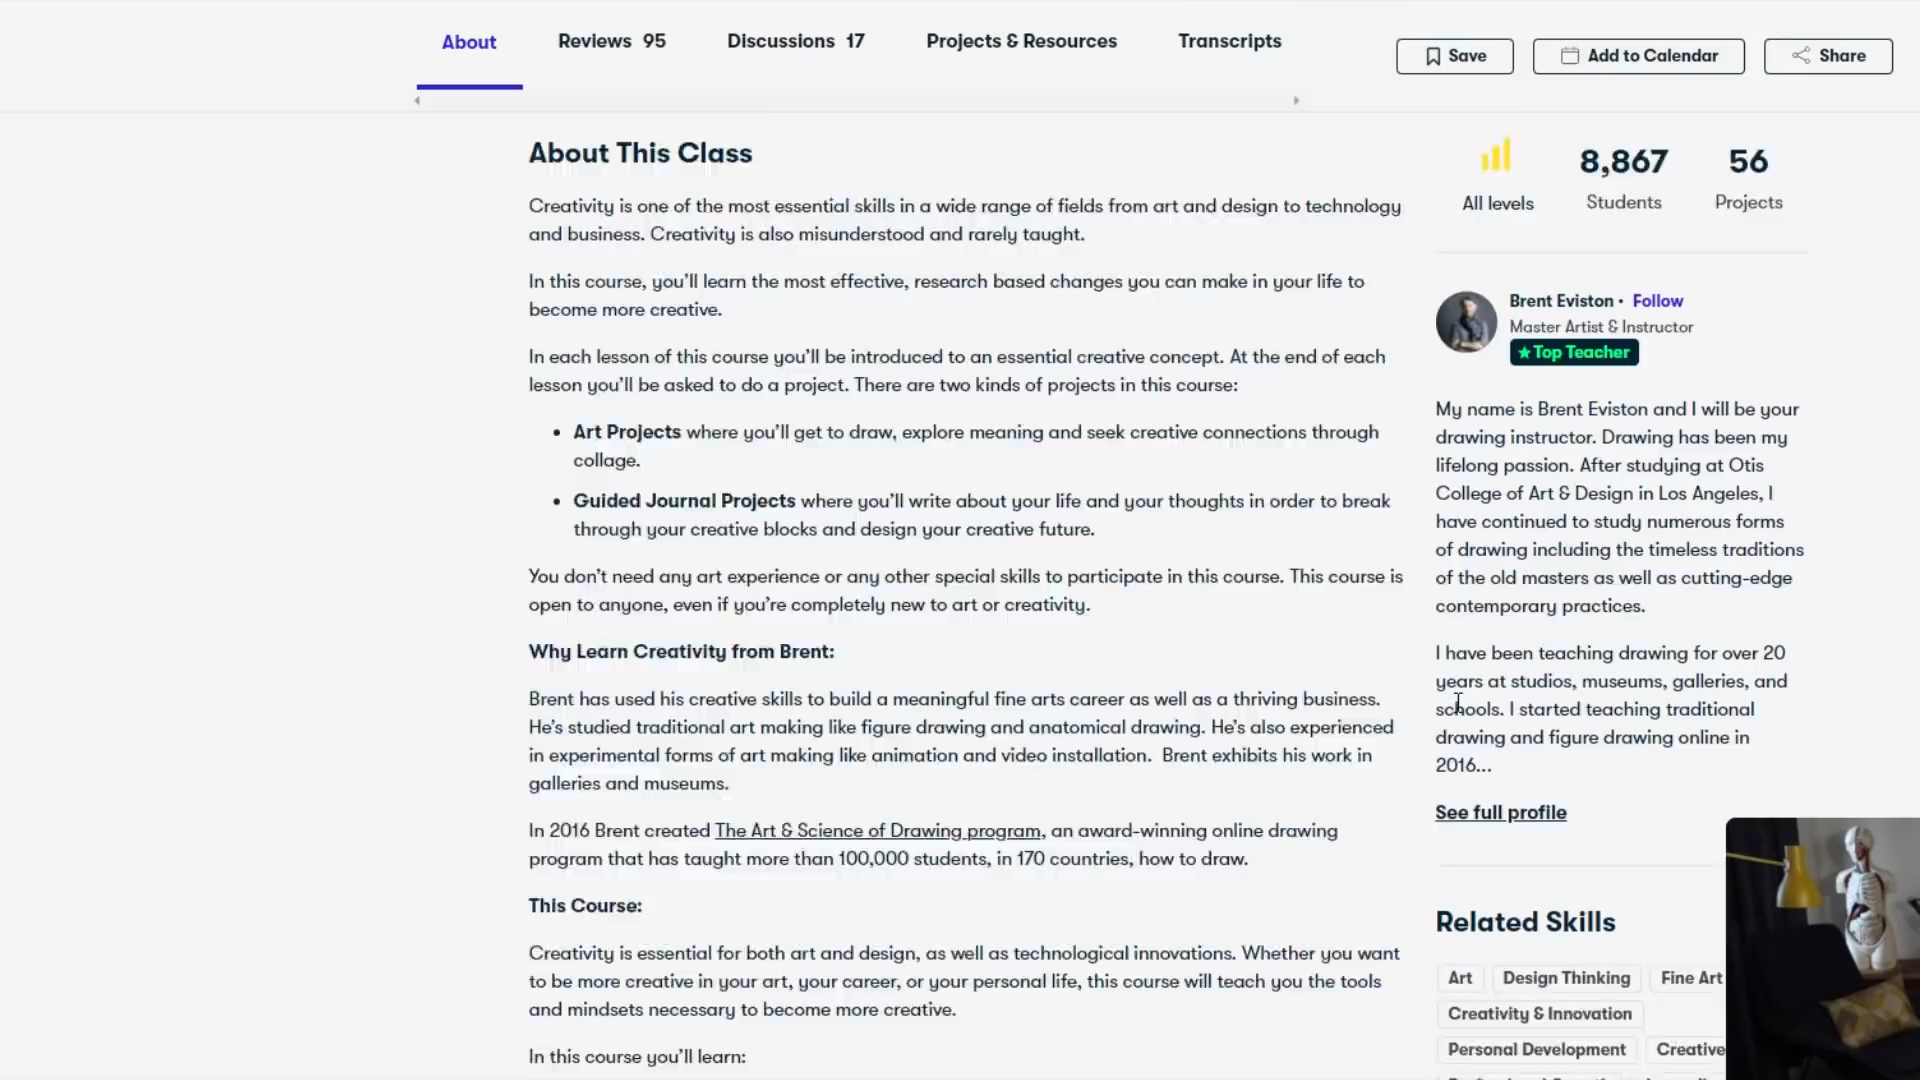 About
Reviews 95
Discussions 17
Projects & Resources
Transcripts
Save
Add to Calendar
Share
About This Class
Creativity is one of the most essential skills in a wide range of fields from art and design to technology
and business. Creativity is also misunderstood and rarely taught.
In this course, you’ll learn the most effective, research based changes you can make in your life to
become more creative.
In each lesson of this course you’ll be introduced to an essential creative concept. At the end of each
lesson you’ll be asked to do a project. There are two kinds of projects in this course:
• Art Projects where you’ll get to draw, explore meaning and seek creative connections through
collage.
• Guided Journal Projects where you’ll write about your life and your thoughts in order to break
through your creative blocks and design your creative future.
You don’t need any art experience or any other special skills to participate in this course. This course is
open to anyone, even if you’re completely new to art or creativity.
Why Learn Creativity from Brent:
Brent has used his creative skills to build a meaningful fine arts career as well as a thriving business.
He’s studied traditional art making like figure drawing and anatomical drawing. He’s also experienced
in experimental forms of art making like animation and video installation.  Brent exhibits his work in
galleries and museums.
In 2016 Brent created The Art & Science of Drawing program, an award-winning online drawing
program that has taught more than 100,000 students, in 170 countries, how to draw.
This Course:
Creativity is essential for both art and design, as well as technological innovations. Whether you want
to be more creative in your art, your career, or your personal life, this course will teach you the tools
and mindsets necessary to become more creative.
In this course you’ll learn:
All levels
8,867
Students
56
Projects
Brent Eviston • Follow
Master Artist & Instructor
★Top Teacher
My name is Brent Eviston and I will be your
drawing instructor. Drawing has been my
lifelong passion. After studying at Otis
College of Art & Design in Los Angeles, I
have continued to study numerous forms
of drawing including the timeless traditions
of the old masters as well as cutting-edge
contemporary practices.
I have been teaching drawing for over 20
years at studios, museums, galleries, and
schools. I started teaching traditional
drawing and figure drawing online in
2016...
See full profile
Related Skills
Art
Design Thinking
Fine Art
Creativity & Innovation
Personal Development
Creative